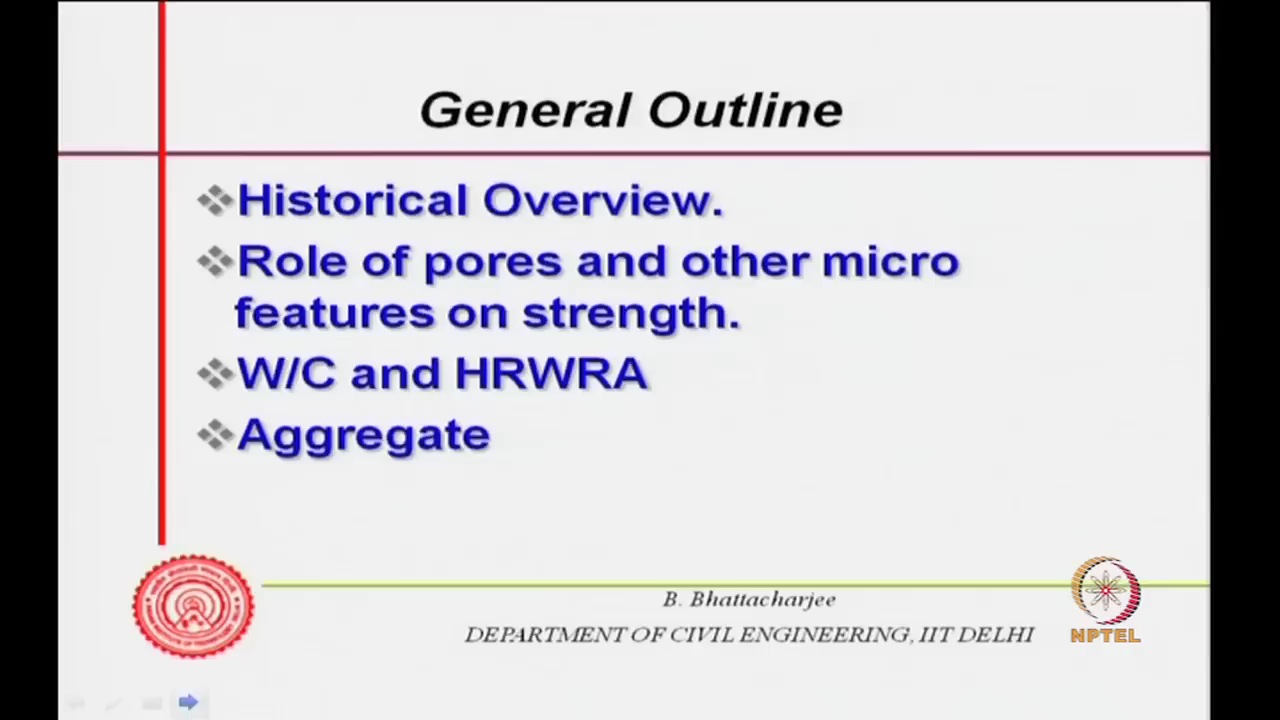 General Outline
Historical Overview.
Role of pores and other micro
features on strength.
W/C and HRWRA
Aggregate
B. Bhattacharjee
DEPARTMENT OF CIVIL ENGINEERING, IIT DELHI
NPTEL